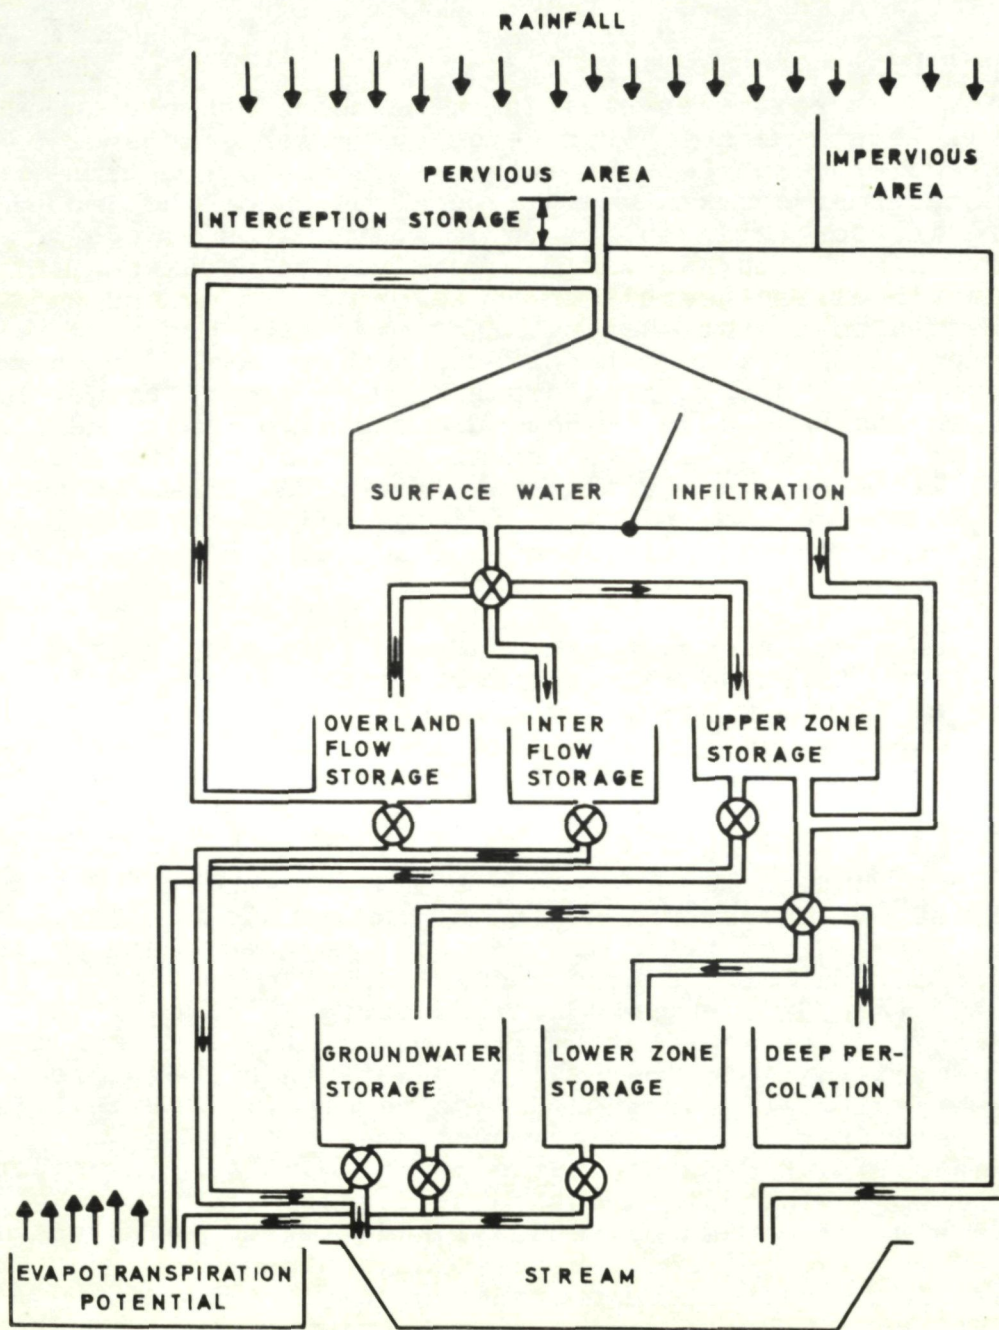 RAINFALL
PERVIOUS AREA
IMPERVIOUS
AREA
INTERCEPTION STORAGE
SURFACE WATER
INFILTRATION
OVERLAND
FLOW
STORAGE
INTER
FLOW
STORAGE
UPPER ZONE
STORAGE
GROUNDWATER
STORAGE
LOWER ZONE
STORAGE
DEEP PER-
COLATION
EVAPOTRANSPIRATION
POTENTIAL
STREAM